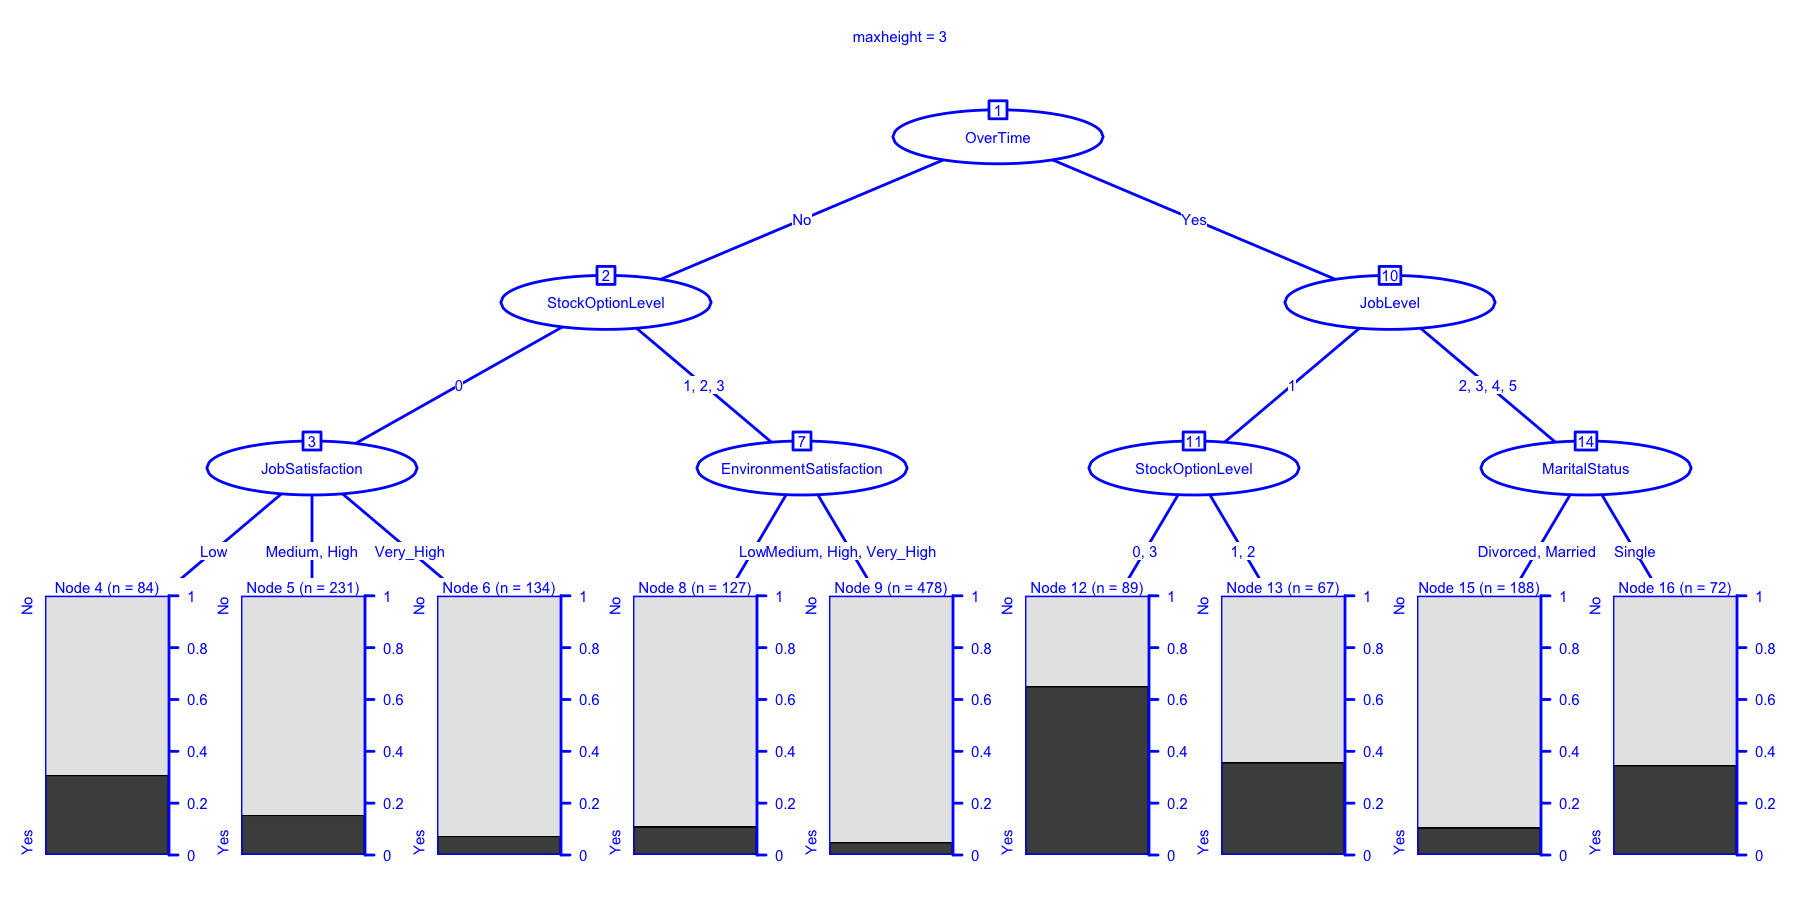 maxheight = 3
1
OverTime
No
Yes
2
StockOptionLevel
10
JobLevel
0
1, 2, 3
1
2, 3, 4, 5
3
JobSatisfaction
7
EnvironmentSatisfaction
11
StockOptionLevel
14
MaritalStatus
Low
Medium, High
Very_High
Low
Medium, High, Very_High
0, 3
1, 2
Divorced, Married
Single
Node 4 (n = 84)
No
Yes
1
0.8
0.6
0.4
0.2
0
Node 5 (n = 231)
No
Yes
1
0.8
0.6
0.4
0.2
0
Node 6 (n = 134)
No
Yes
1
0.8
0.6
0.4
0.2
0
Node 8 (n = 127)
No
Yes
1
0.8
0.6
0.4
0.2
0
Node 9 (n = 478)
No
Yes
1
0.8
0.6
0.4
0.2
0
Node 12 (n = 89)
No
Yes
1
0.8
0.6
0.4
0.2
0
Node 13 (n = 67)
No
Yes
1
0.8
0.6
0.4
0.2
0
Node 15 (n = 188)
No
Yes
1
0.8
0.6
0.4
0.2
0
Node 16 (n = 72)
No
Yes
1
0.8
0.6
0.4
0.2
0